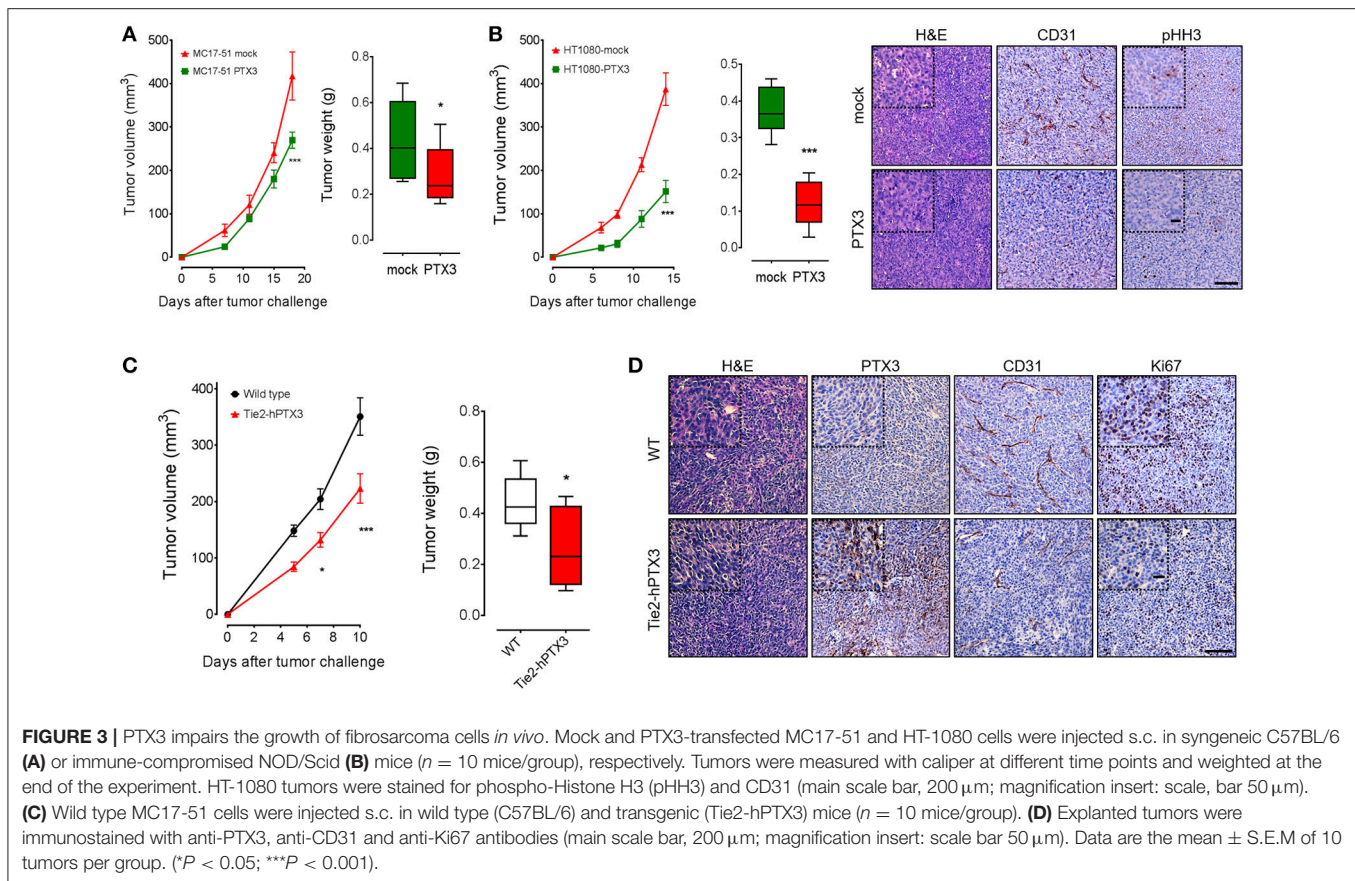 A
MC17-51 mock
MC17-51 PTX3
Tumor volume (mm³)
500
400
300
200
100
0
0 5 10 15 20
Days after tumor challenge
Tumor weight (g)
0.8
0.6
0.4
0.2
0.0
*
***
mock PTX3
B
HT1080-mock
HT1080-PTX3
Tumor volume (mm³)
500
400
300
200
100
0
***
0 5 10 15
Days after tumor challenge
0.5
0.4
0.3
0.2
0.1
0.0
***
mock PTX3
H&E CD31 pHH3
mock
PTX3
C
Wild type
Tie2-hPTX3
Tumor volume (mm³)
400
300
200
100
0
*
***
0 2 4 6 8 10
Days after tumor challenge
Tumor weight (g)
0.8
0.6
0.4
0.2
0.0
*
WT
Tie2-hPTX3
D
H&E PTX3 CD31 Ki67
WT
Tie2-hPTX3
FIGURE 3 | PTX3 impairs the growth of fibrosarcoma cells in vivo. Mock and PTX3-transfected MC17-51 and HT-1080 cells were injected s.c. in syngeneic C57BL/6
(A) or immune-compromised NOD/Scid (B) mice (n = 10 mice/group), respectively. Tumors were measured with caliper at different time points and weighted at the
end of the experiment. HT-1080 tumors were stained for phospho-Histone H3 (pHH3) and CD31 (main scale bar, 200 μm; magnification insert: scale, bar 50 μm).
(C) Wild type MC17-51 cells were injected s.c. in wild type (C57BL/6) and transgenic (Tie2-hPTX3) mice (n = 10 mice/group). (D) Explanted tumors were
immunostained with anti-PTX3, anti-CD31 and anti-Ki67 antibodies (main scale bar, 200 μm; magnification insert: scale bar 50 μm). Data are the mean ± S.E.M of 10
tumors per group. (*P < 0.05; ***P < 0.001).